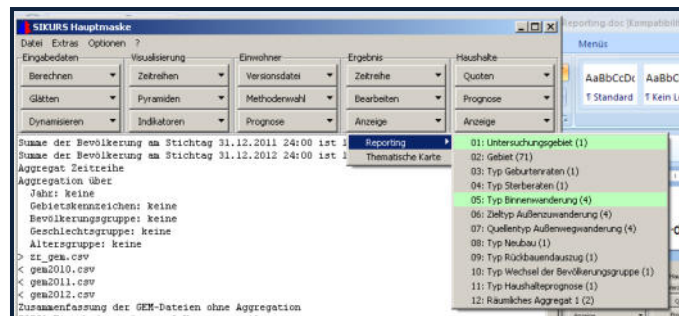 SIKURS Hauptmaske
Datei Extras Optionen ?
Eingabedaten Visualisierung Einwohner Ergebnis Haushalte
Berechnen Zeitreihen Versionsdatei Zeitreihe Quoten
Glätten Pyramiden Methodenwahl Bearbeiten Prognose
Dynamisieren Indikatoren Prognose Anzeige Anzeige
Reporting
Thematische Karte
01: Untersuchungsgebiet (1)
02: Gebiet (71)
03: Typ Geburtenraten (1)
04: Typ Sterberaten (1)
05: Typ Binnenwanderung (4)
06: Zieltyp Außenzuwanderung (4)
07: Quellentyp Außenwegwanderung (4)
08: Typ Neubau (1)
09: Typ Rückbauendauszug (1)
10: Typ Wechsel der Bevölkerungsgruppe (1)
11: Typ Haushalteprognose (1)
12: Räumliches Aggregat 1 (2)
Summe der Bevölkerung am Stichtag 31.12.2011 24:00 ist
Summe der Bevölkerung am Stichtag 31.12.2012 24:00 ist
Aggregat Zeitreihe
Aggregation über
Jahr: keine
Gebietskennzeichen: keine
Bevölkerungsgruppe: keine
Geschlechtsgruppe: keine
Altersgruppe: keine
> zr_gem.csv
< gem2010.csv
< gem2011.csv
< gem2012.csv
Zusammenfassung der GEM-Dateien ohne Aggregation
Reporting.doc
Menüs
AaBbCcDc AaBbC
¶ Standard ¶ Kein L